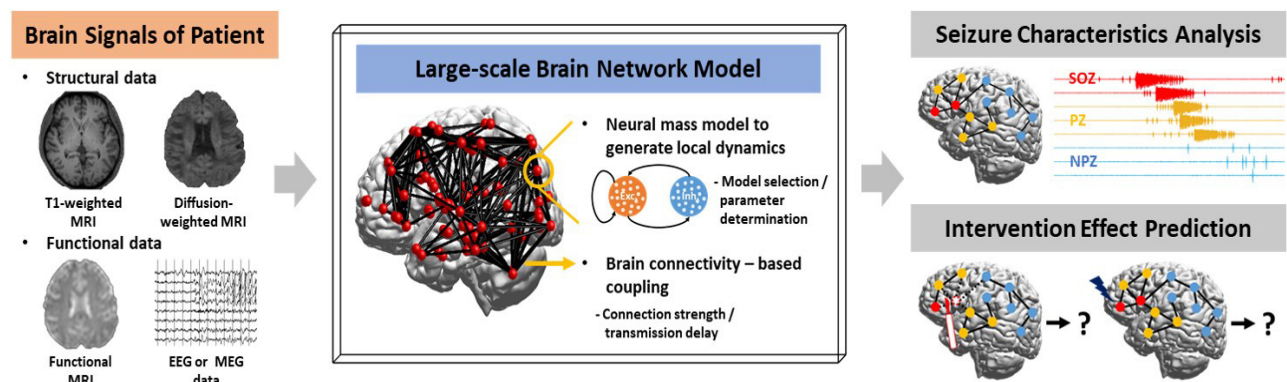 Brain Signals of Patient
• Structural data
T1-weighted
MRI
Diffusion-
weighted MRI
• Functional data
Functional
MRI
EEG or MEG
data
Large-scale Brain Network Model
• Neural mass model to
generate local dynamics
Exc
Inh
- Model selection /
parameter
determination
• Brain connectivity – based
coupling
- Connection strength /
transmission delay
Seizure Characteristics Analysis
SOZ
PZ
NPZ
Intervention Effect Prediction
?
?